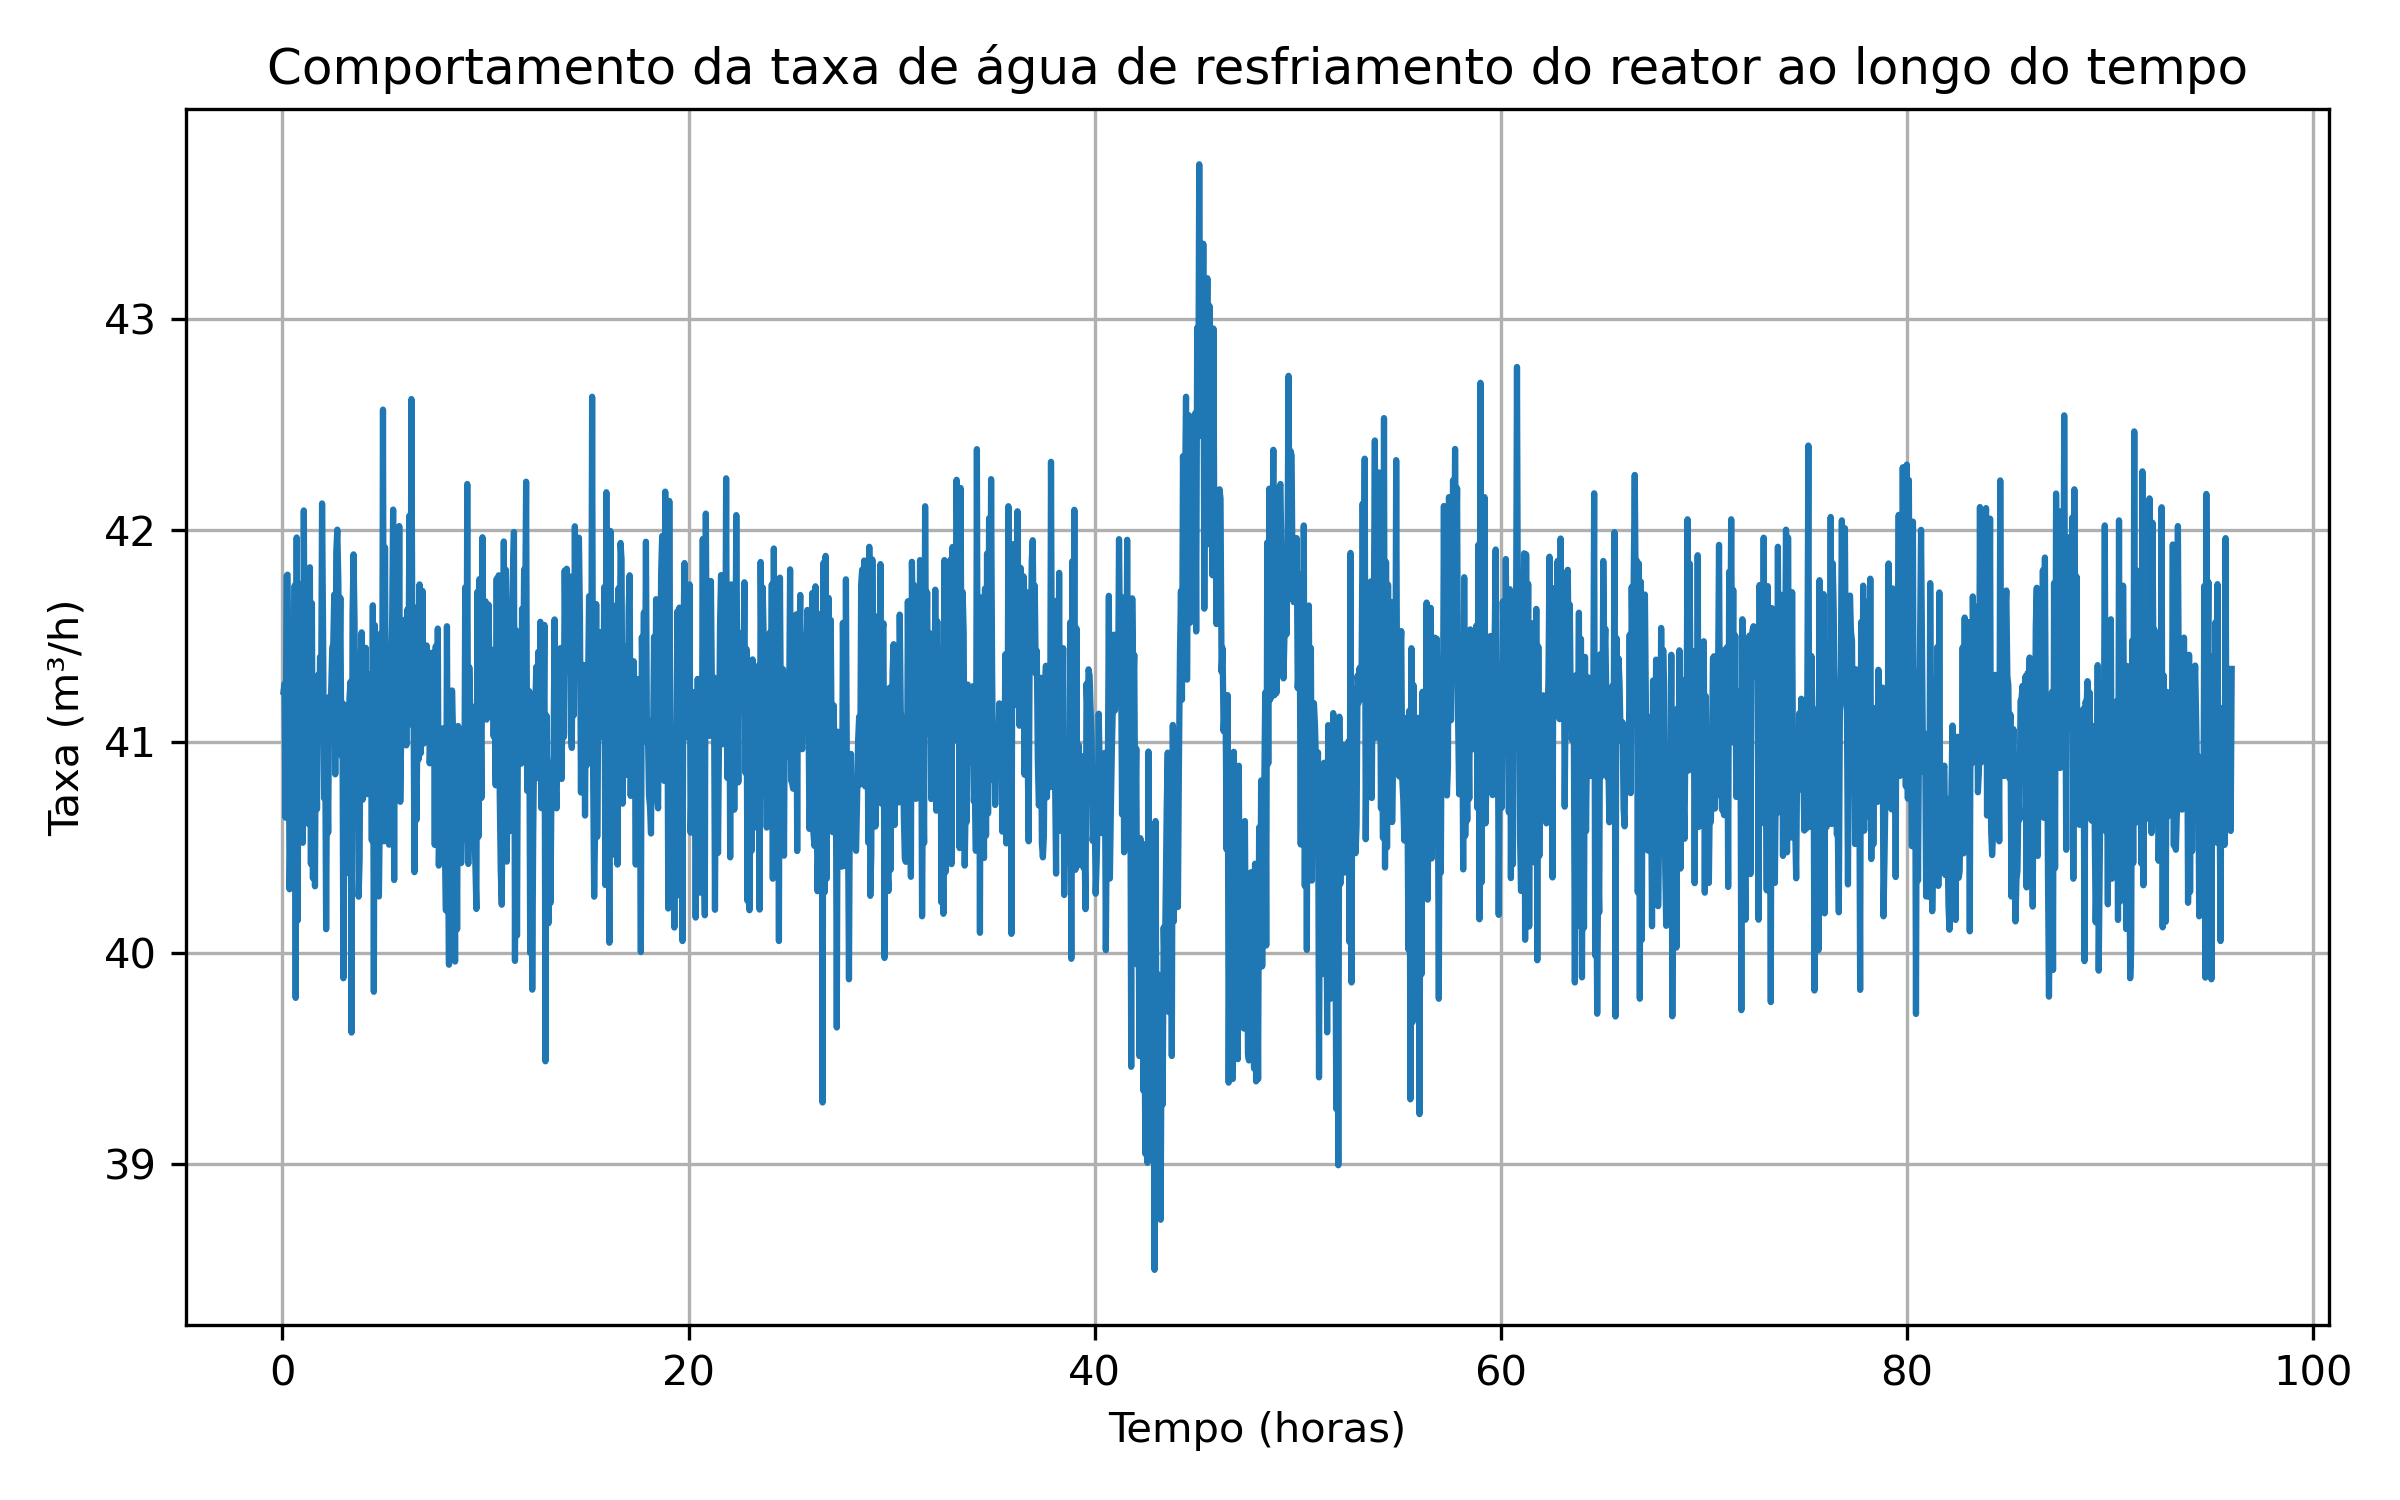 Comportamento da taxa de água de resfriamento do reator ao longo do tempo
Taxa (m³/h)
43
42
41
40
39
0 20 40 60 80 100
Tempo (horas)